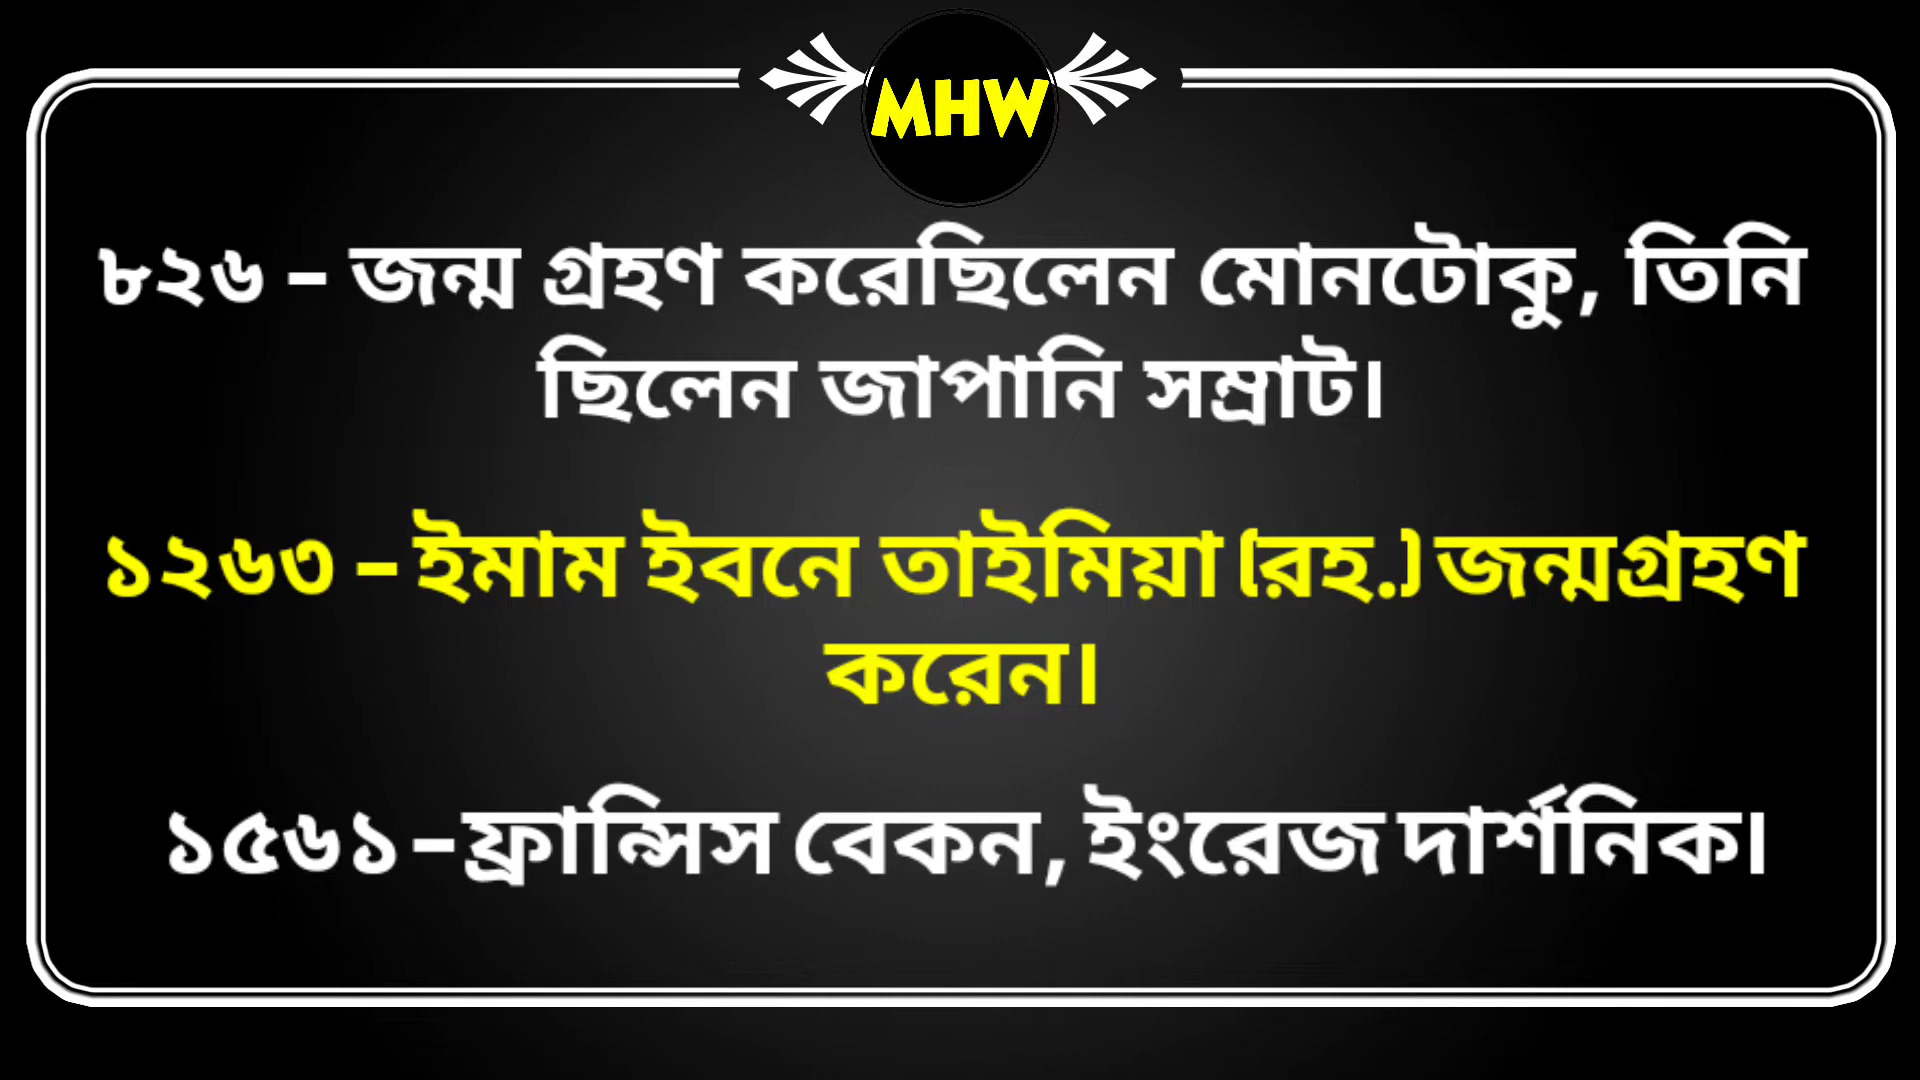 MHW
৮২৬ – জন্ম গ্রহণ করেছিলেন মোনটোকু, তিনি
ছিলেন জাপানি সম্রাট।
১২৬৩ – ইমাম ইবনে তাইমিয়া (রহ.) জন্মগ্রহণ
করেন।
১৫৬১ – ফ্রান্সিস বেকন, ইংরেজ দার্শনিক।